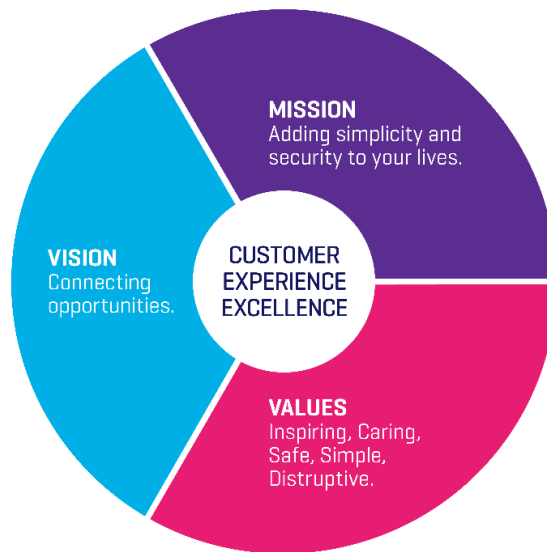 MISSION
Adding simplicity and
security to your lives.
VISION
Connecting
opportunities.
CUSTOMER
EXPERIENCE
EXCELLENCE
VALUES
Inspiring, Caring,
Safe, Simple,
Distruptive.